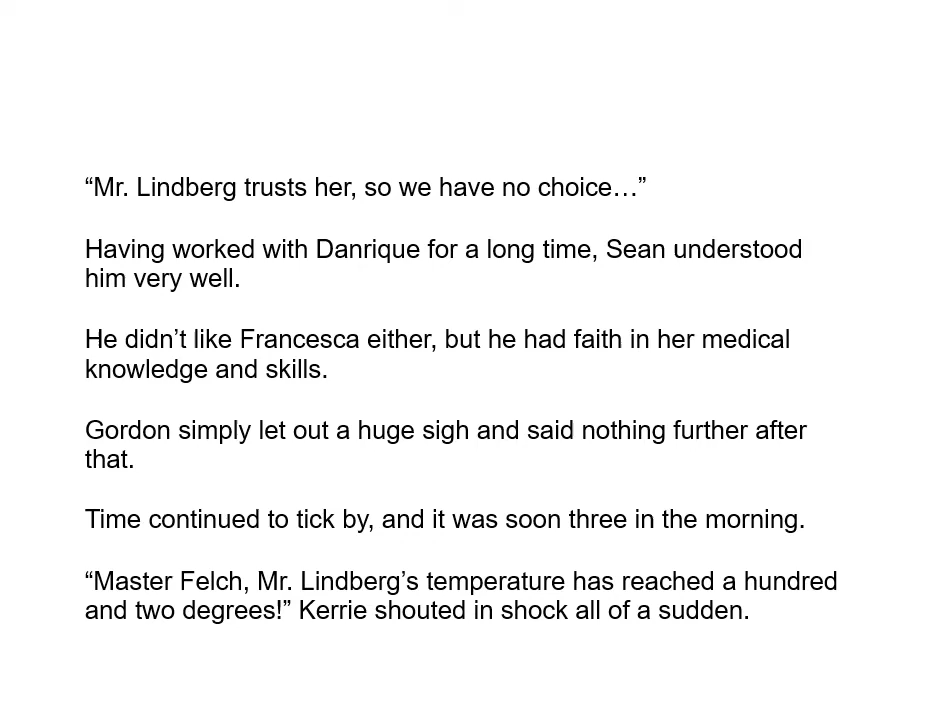 “Mr. Lindberg trusts her, so we have no choice…”
Having worked with Danrique for a long time, Sean understood
him very well.
He didn’t like Francesca either, but he had faith in her medical
knowledge and skills.
Gordon simply let out a huge sigh and said nothing further after
that.
Time continued to tick by, and it was soon three in the morning.
“Master Felch, Mr. Lindberg’s temperature has reached a hundred
and two degrees!” Kerrie shouted in shock all of a sudden.